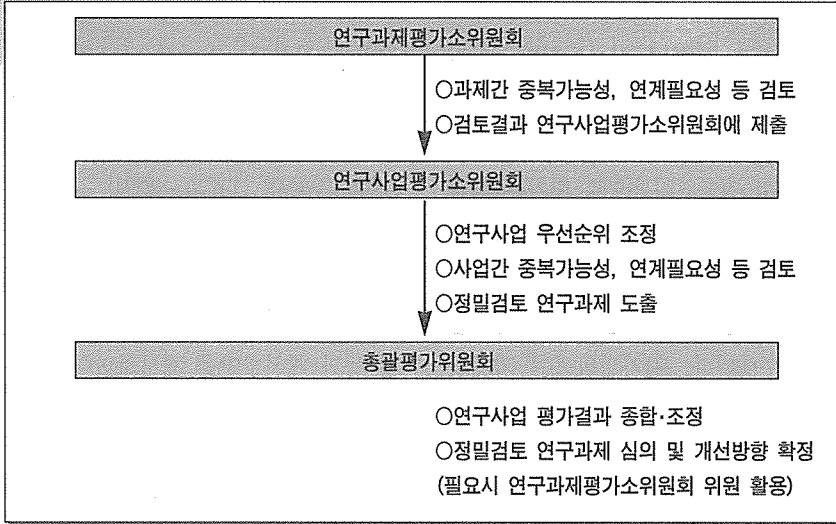 연구과제평가소위원회
○과제간 중복가능성, 연계필요성 등 검토
○검토결과 연구사업평가소위원회에 제출
연구사업평가소위원회
○연구사업 우선순위 조정
○사업간 중복가능성, 연계필요성 등 검토
○정밀검토 연구과제 도출
총괄평가위원회
○연구사업 평가결과 종합·조정
○정밀검토 연구과제 심의 및 개선방향 확정
(필요시 연구과제평가소위원회 위원 활용)